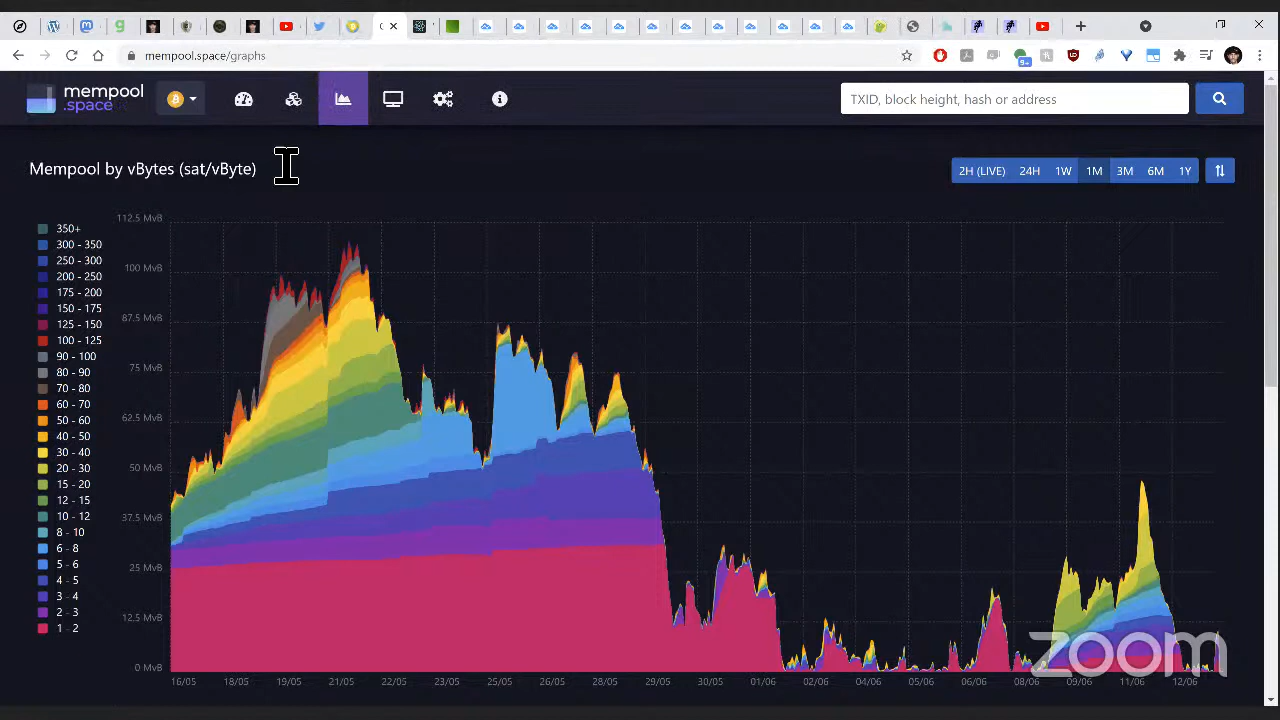 mempool.space/graphs
9+
mempool
.space
TXID, block height, hash or address
Mempool by vBytes (sat/vByte)
2H (LIVE) 24H 1W 1M 3M 6M 1Y
350+
300 - 350
250 - 300
200 - 250
175 - 200
150 - 175
125 - 150
100 - 125
90 - 100
80 - 90
70 - 80
60 - 70
50 - 60
40 - 50
30 - 40
20 - 30
15 - 20
12 - 15
10 - 12
8 - 10
6 - 8
5 - 6
4 - 5
3 - 4
2 - 3
1 - 2
112.5 MvB
100 MvB
87.5 MvB
75 MvB
62.5 MvB
50 MvB
37.5 MvB
25 MvB
12.5 MvB
0 MvB
16/05 18/05 19/05 21/05 22/05 23/05 25/05 26/05 28/05 29/05 30/05 01/06 02/06 04/06 05/06 06/06 08/06 09/06 11/06 12/06
zoom